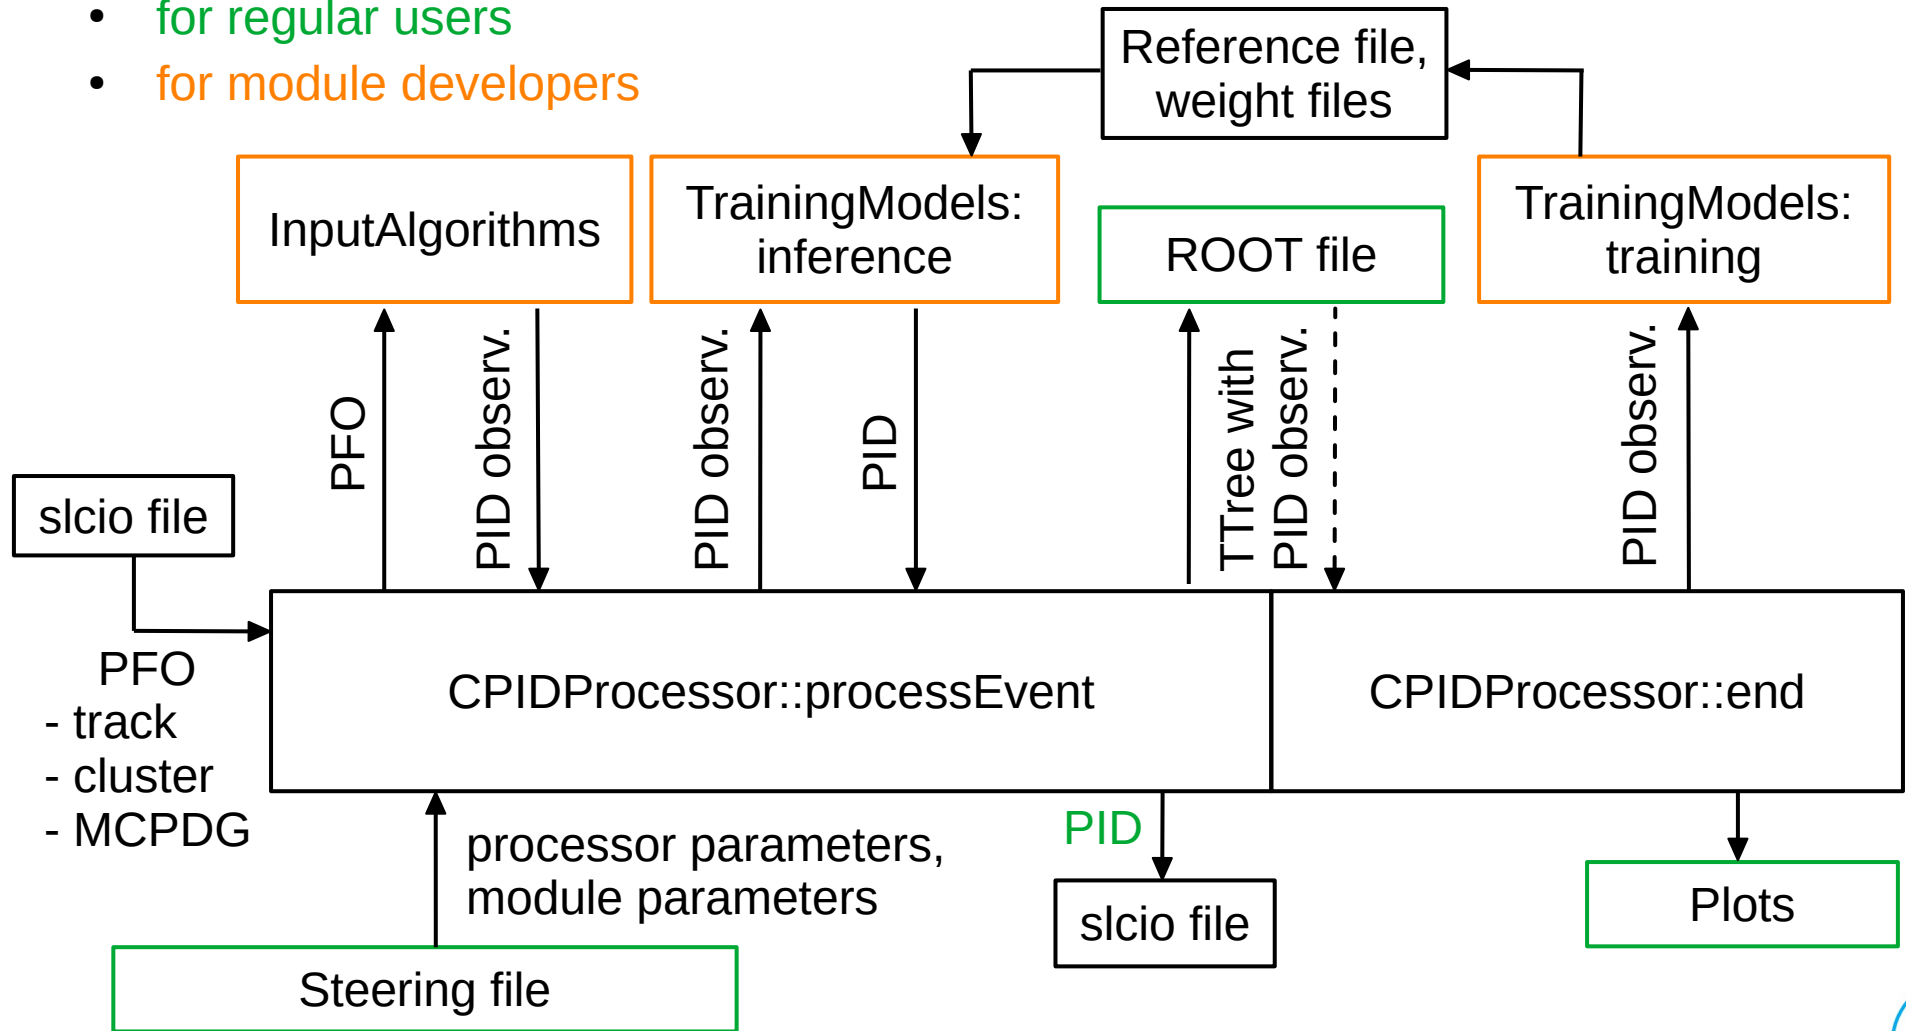 • for regular users
• for module developers
Reference file,
weight files
InputAlgorithms
TrainingModels:
inference
ROOT file
TrainingModels:
training
PFO
PID observ.
PID observ.
PID
TTree with
PID observ.
PID observ.
slcio file
PFO
- track
- cluster
- MCPDG
CPIDProcessor::processEvent
CPIDProcessor::end
processor parameters,
module parameters
PID
slcio file
Plots
Steering file